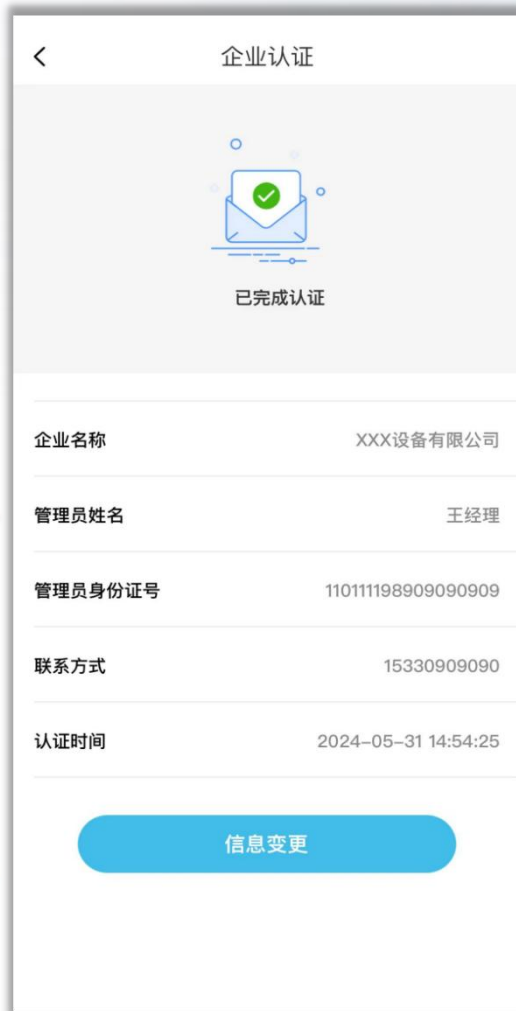 企业认证
已完成认证
企业名称 XXX设备有限公司
管理员姓名 王经理
管理员身份证号 110111198909090909
联系方式 15330909090
认证时间 2024-05-31 14:54:25
信息变更